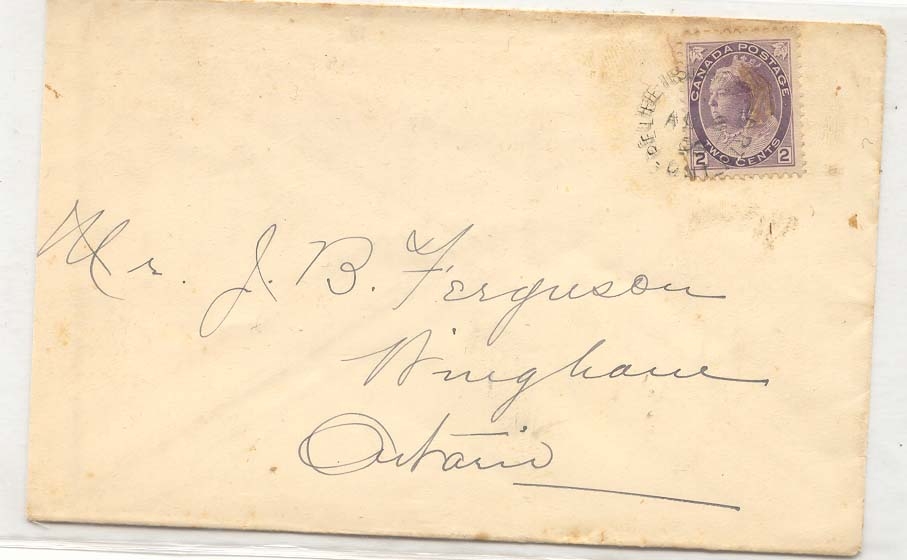 CANADA POSTAGE
2 TWO CENTS 2
Mr. J. B. Ferguson
Wingham
Ontario